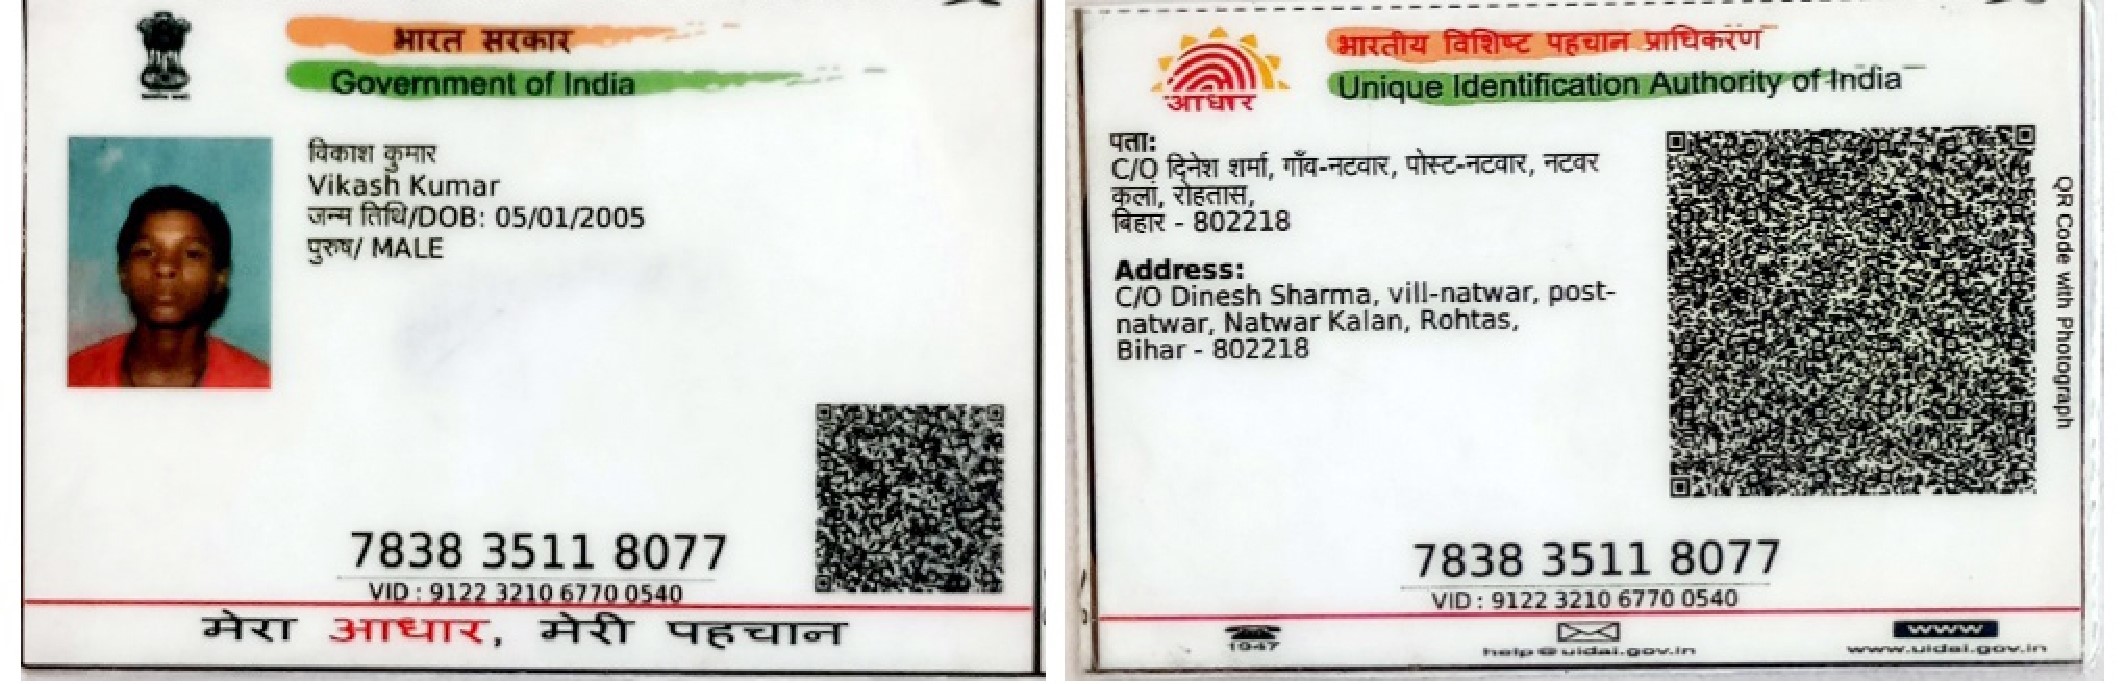 भारत सरकार
Government of India
विकाश कुमार
Vikash Kumar
जन्म तिथि/DOB: 05/01/2005
पुरुष/ MALE
7838 3511 8077
VID : 9122 3210 6770 0540
मेरा आधार, मेरी पहचान
भारतीय विशिष्ट पहचान प्राधिकरण
Unique Identification Authority of India
आधार
पता:
C/O दिनेश शर्मा, गाँव-नटवार, पोस्ट-नटवार, नटवर
कलां, रोहतास,
बिहार - 802218
Address:
C/O Dinesh Sharma, vill-natwar, post-
natwar, Natwar Kalan, Rohtas,
Bihar - 802218
QR Code with Photograph
7838 3511 8077
VID : 9122 3210 6770 0540
1947
help@uidai.gov.in
www
www.uidai.gov.in